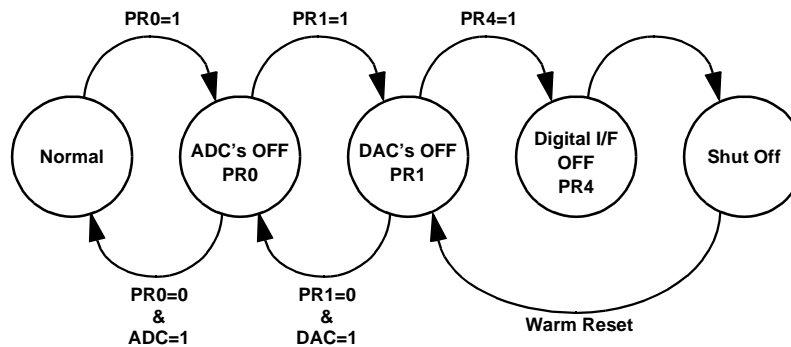 PR0=1
PR1=1
PR4=1
Normal
ADC's OFF
PR0
DAC's OFF
PR1
Digital I/F
OFF
PR4
Shut Off
PR0=0
&
ADC=1
PR1=0
&
DAC=1
Warm Reset